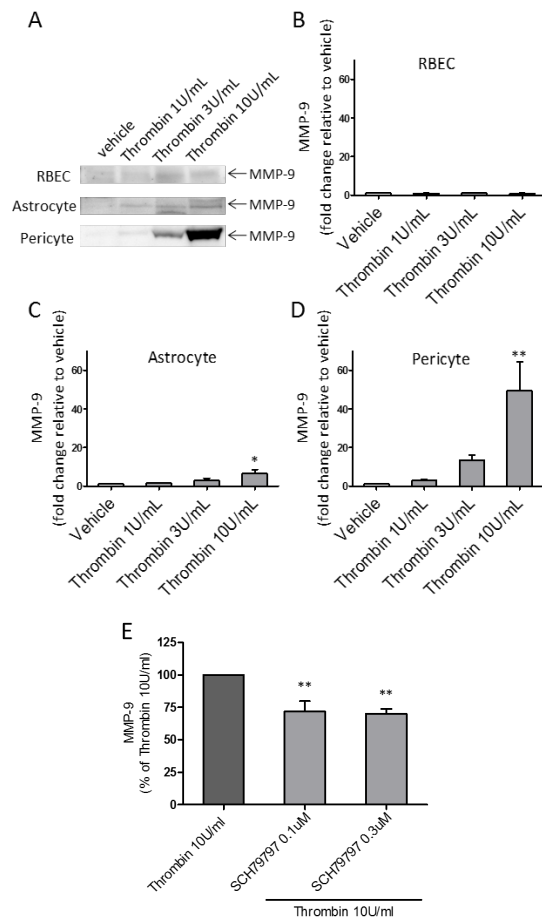 A
vehicle
Thrombin 1U/mL
Thrombin 3U/mL
Thrombin 10U/mL
RBEC
←MMP-9
Astrocyte
←MMP-9
Pericyte
←MMP-9
B
RBEC
MMP-9
(fold change relative to vehicle)
60
40
20
0
Vehicle
Thrombin 1U/mL
Thrombin 3U/mL
Thrombin 10U/mL
C
Astrocyte
MMP-9
(fold change relative to vehicle)
60
40
20
0
*
Vehicle
Thrombin 1U/mL
Thrombin 3U/mL
Thrombin 10U/mL
D
Pericyte
MMP-9
(fold change relative to vehicle)
60
40
20
0
**
Vehicle
Thrombin 1U/mL
Thrombin 3U/mL
Thrombin 10U/mL
E
MMP-9
(% of Thrombin 10U/ml)
125
100
75
50
25
0
**
**
Thrombin 10U/ml
SCH79797 0.1uM
SCH79797 0.3uM
Thrombin 10U/ml